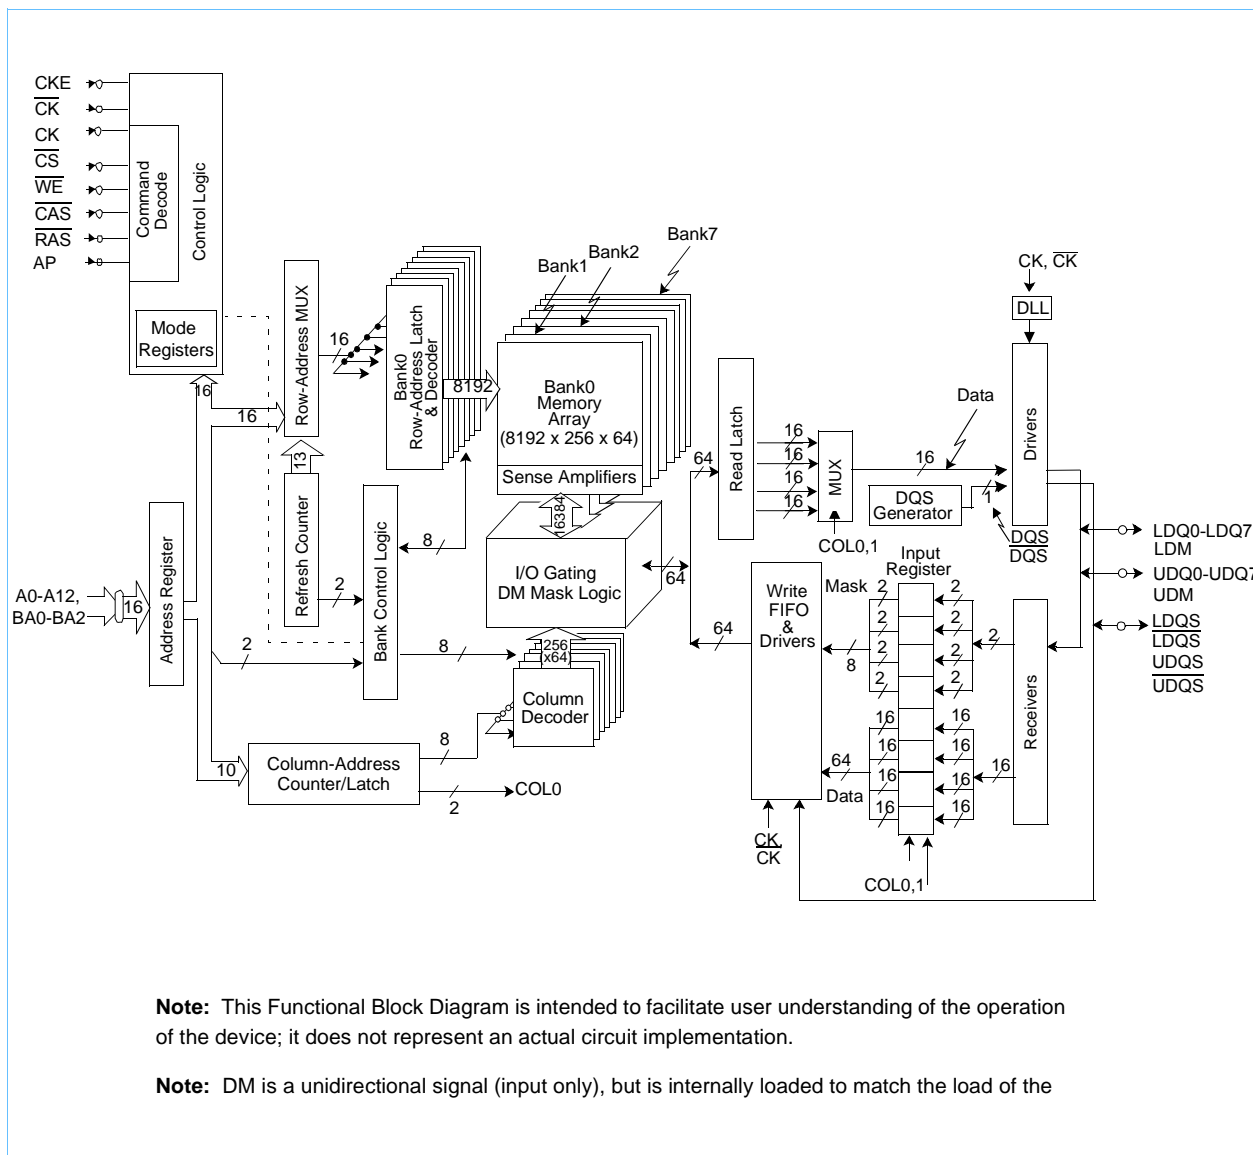 CKE
CK
CK
CS
WE
CAS
RAS
AP
Command
Decode
Control Logic
Mode
Registers
16
16
Row-Address MUX
13
Refresh Counter
16
Bank0
Row-Address Latch
& Decoder
8192
Bank1
Bank2
Bank7
Bank0
Memory
Array
(8192 x 256 x 64)
Sense Amplifiers
16384
I/O Gating
DM Mask Logic
256
(x64)
Column
Decoder
Bank Control Logic
8
2
2
8
8
A0-A12,
BA0-BA2
16
Address Register
10
Column-Address
Counter/Latch
2
COL0
64
64
64
Read Latch
16
16
16
16
MUX
COL0,1
16
Data
DQS
Generator
1
DQS
DQS
CK, CK
DLL
Drivers
LDQ0-LDQ7
LDM
UDQ0-UDQ7
UDM
LDQS
LDQS
UDQS
UDQS
Input
Register
Mask
Write
FIFO
&
Drivers
2
2
2
2
8
2
2
2
2
2
Receivers
16
16
16
16
64
Data
16
16
16
16
16
CK,
CK
COL0,1
Note: This Functional Block Diagram is intended to facilitate user understanding of the operation
of the device; it does not represent an actual circuit implementation.
Note: DM is a unidirectional signal (input only), but is internally loaded to match the load of the